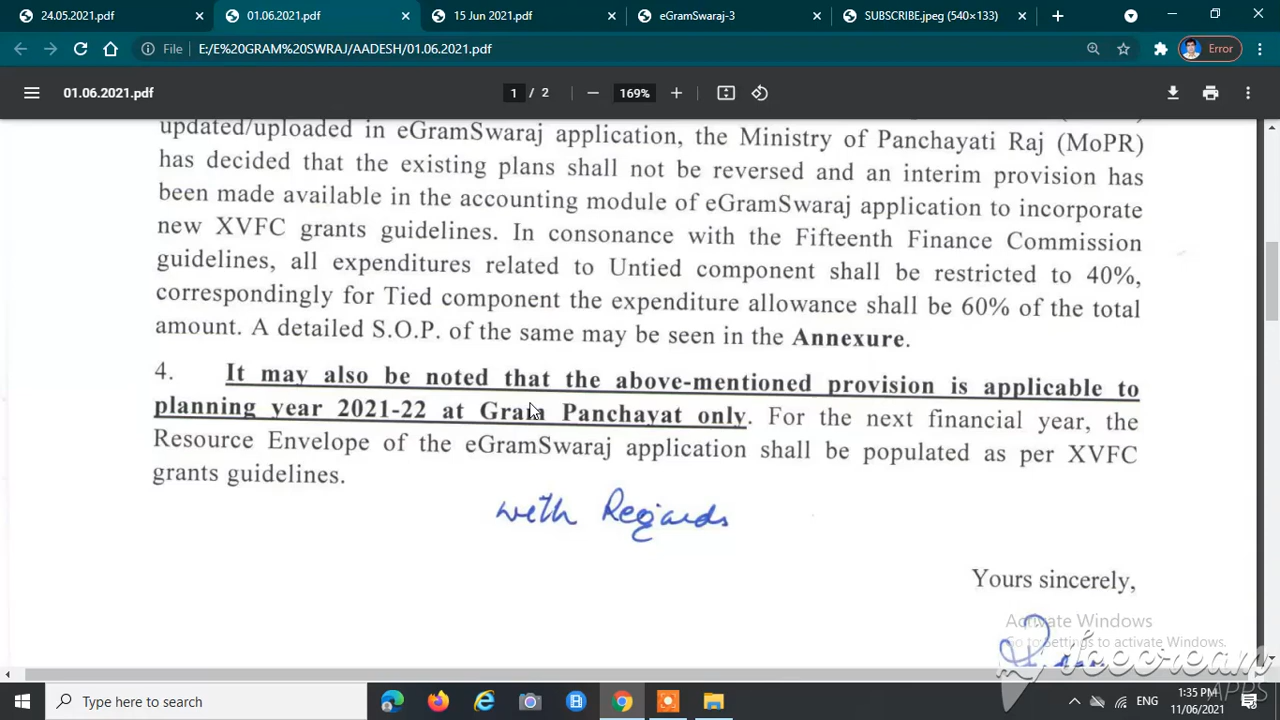 24.05.2021.pdf
01.06.2021.pdf
15 Jun 2021.pdf
eGramSwaraj-3
SUBSCRIBE.jpeg (540×133)
File
E:/E%20GRAM%20SWRAJ/AADESH/01.06.2021.pdf
Error
01.06.2021.pdf
1 / 2
169%
updated/uploaded in eGramSwaraj application, the Ministry of Panchayati Raj (MoPR)
has decided that the existing plans shall not be reversed and an interim provision has
been made available in the accounting module of eGramSwaraj application to incorporate
new XVFC grants guidelines. In consonance with the Fifteenth Finance Commission
guidelines, all expenditures related to Untied component shall be restricted to 40%,
correspondingly for Tied component the expenditure allowance shall be 60% of the total
amount. A detailed S.O.P. of the same may be seen in the Annexure.
4. It may also be noted that the above-mentioned provision is applicable to
planning year 2021-22 at Gram Panchayat only. For the next financial year, the
Resource Envelope of the eGramSwaraj application shall be populated as per XVFC
grants guidelines.
with Regards
Yours sincerely,
Activate Windows
Go to Settings to activate Windows.
Icecream
APPS
Type here to search
ENG
1:35 PM
11/06/2021